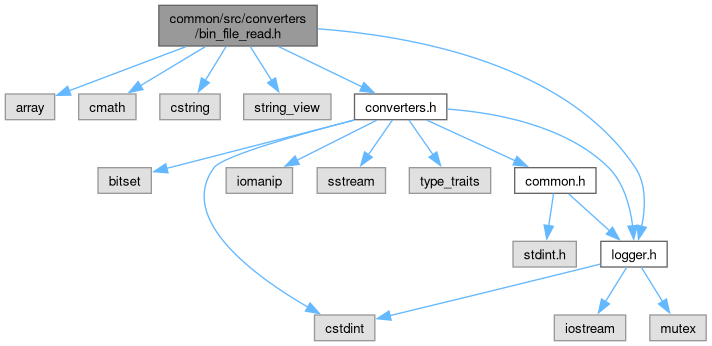 common/src/converters
/bin_file_read.h
array
cmath
cstring
string_view
converters.h
bitset
iomanip
sstream
type_traits
common.h
stdint.h
logger.h
cstdint
iostream
mutex